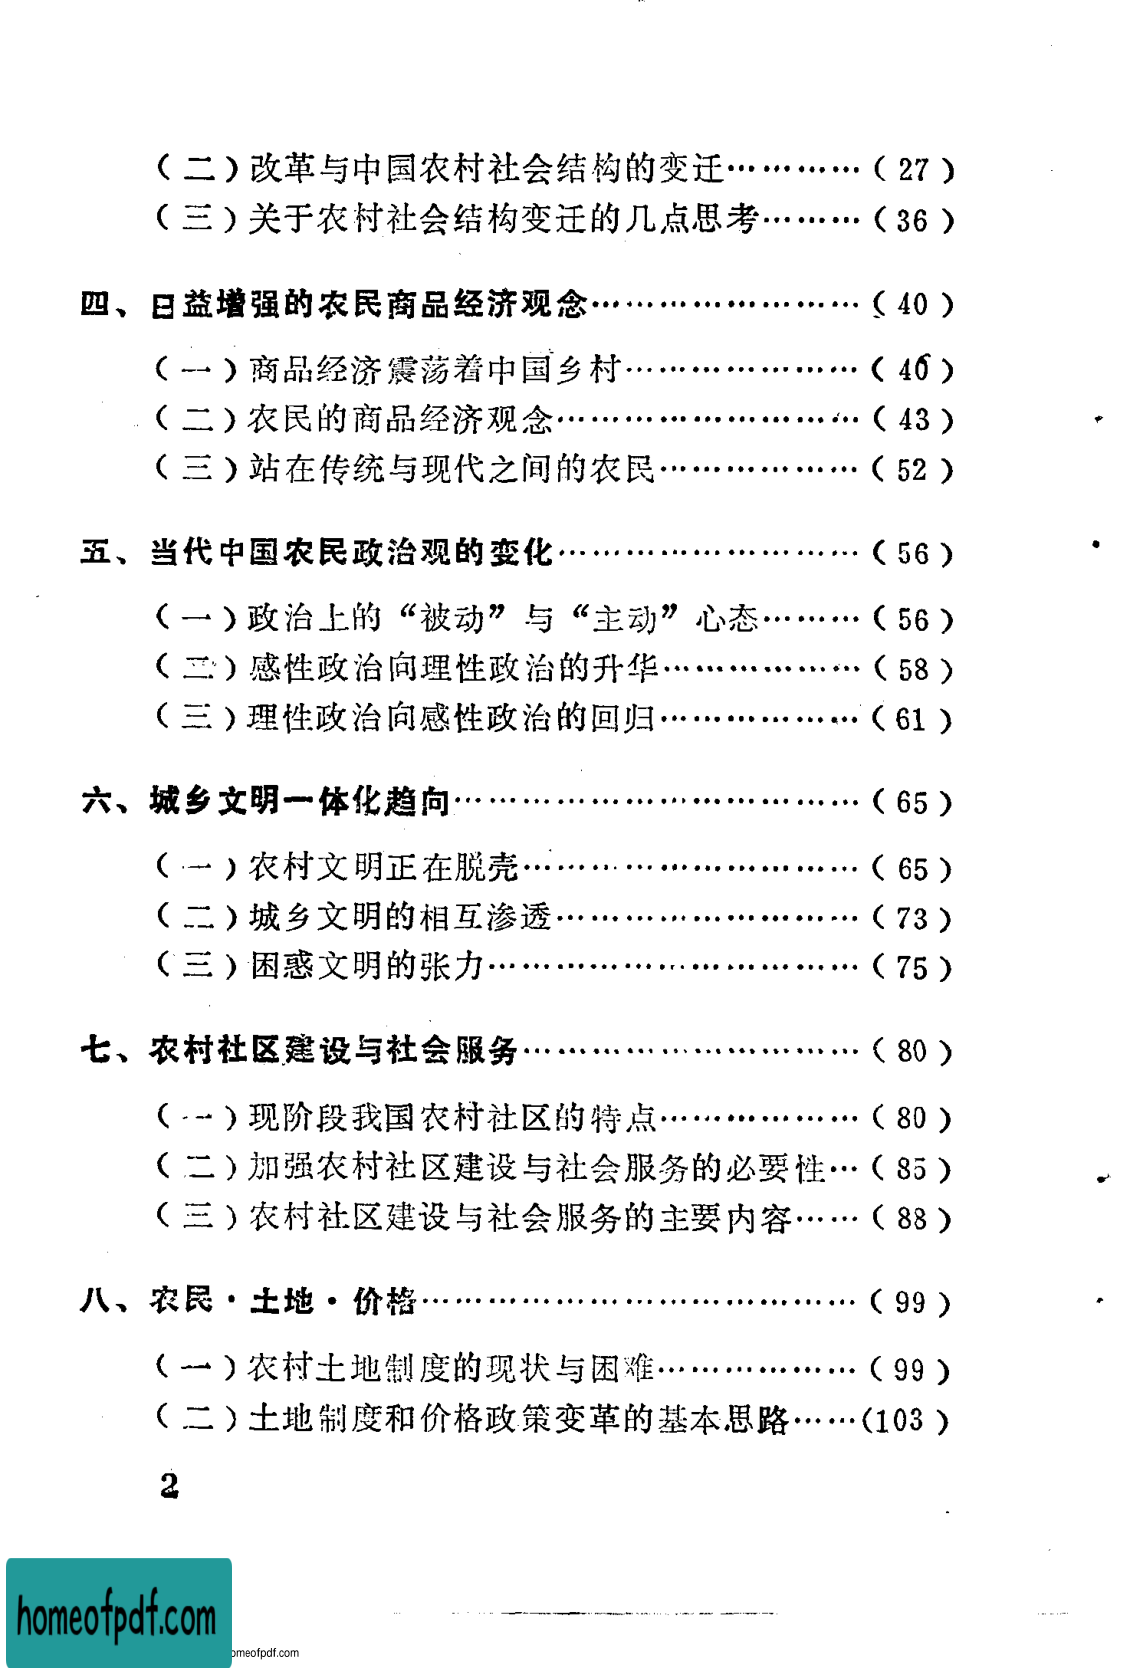 （二）改革与中国农村社会结构的变迁…………（27）
（三）关于农村社会结构变迁的几点思考………（36）
四、日益增强的农民商品经济观念……………………（40）
（一）商品经济震荡着中国乡村…………………（40）
（二）农民的商品经济观念………………………（43）
（三）站在传统与现代之间的农民………………（52）
五、当代中国农民政治观的变化………………………（56）
（一）政治上的“被动”与“主动”心态………（56）
（二）感性政治向理性政治的升华………………（58）
（三）理性政治向感性政治的回归………………（61）
六、城乡文明一体化趋向………………………………（65）
（一）农村文明正在脱壳…………………………（65）
（二）城乡文明的相互渗透………………………（73）
（三）困惑文明的张力……………………………（75）
七、农村社区建设与社会服务…………………………（80）
（一）现阶段我国农村社区的特点………………（80）
（二）加强农村社区建设与社会服务的必要性…（85）
（三）农村社区建设与社会服务的主要内容……（88）
八、农民·土地·价格…………………………………（99）
（一）农村土地制度的现状与困难………………（99）
（二）土地制度和价格政策变革的基本思路……（103）
2
homeofpdf.com
omeofpdf.com